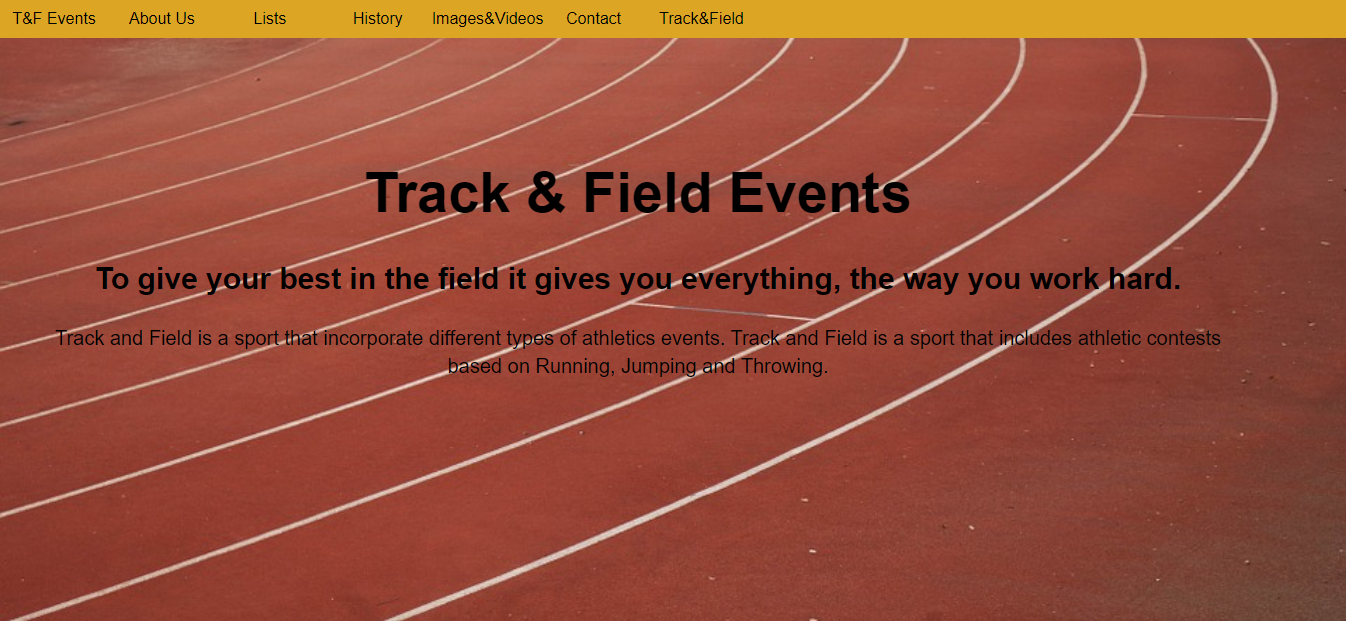 T&F Events About Us Lists History Images&Videos Contact Track&Field
Track & Field Events
To give your best in the field it gives you everything, the way you work hard.
Track and Field is a sport that incorporate different types of athletics events. Track and Field is a sport that includes athletic contests
based on Running, Jumping and Throwing.